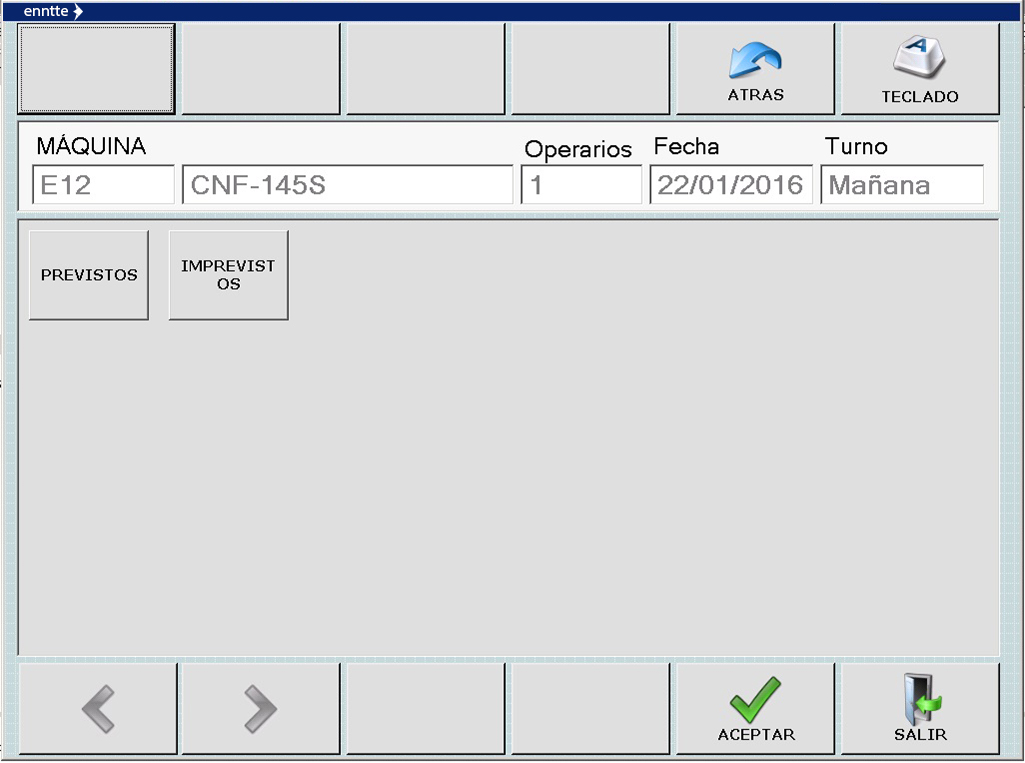 enntte
ATRAS
TECLADO
MÁQUINA
Operarios
Fecha
Turno
E12
CNF-145S
1
22/01/2016
Mañana
PREVISTOS
IMPREVIST
OS
ACEPTAR
SALIR